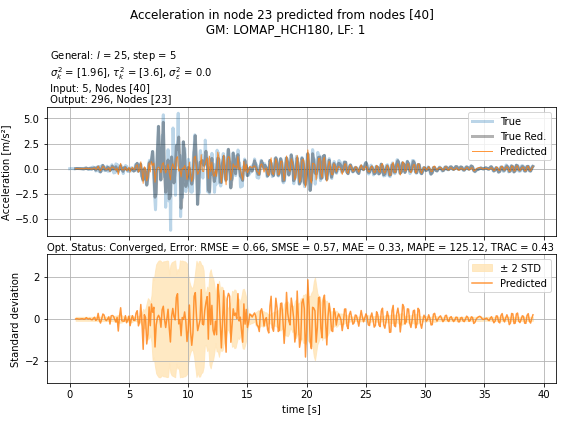 Acceleration in node 23 predicted from nodes [40]
GM: LOMAP_HCH180, LF: 1
General: l = 25, step = 5
σ²ₖ = [1.96], τ²ₖ = [3.6], σ²ε = 0.0
Input: 5, Nodes [40]
Output: 296, Nodes [23]
Acceleration [m/s²]
5.0
2.5
0.0
−2.5
−5.0
True
True Red.
Predicted
Opt. Status: Converged, Error: RMSE = 0.66, SMSE = 0.57, MAE = 0.33, MAPE = 125.12, TRAC = 0.43
Standard deviation
2
0
−2
± 2 STD
Predicted
0 5 10 15 20 25 30 35 40
time [s]